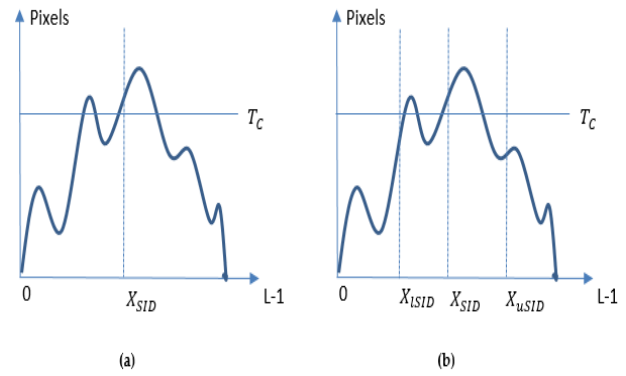 Pixels
T_C
0
X_SID
L-1
(a)
Pixels
T_C
0
X_lSID
X_SID
X_uSID
L-1
(b)